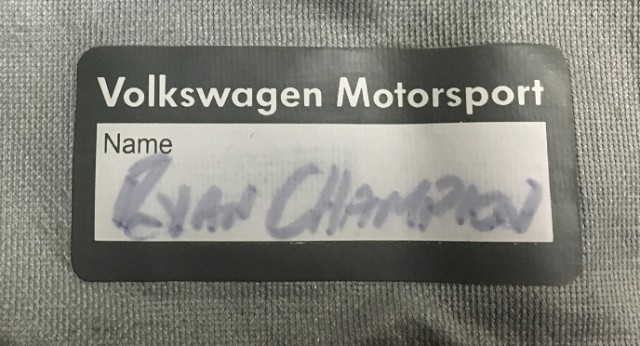 Volkswagen Motorsport
Name
RYAN CHAMPION